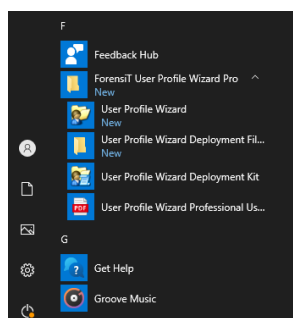 F
Feedback Hub
ForensiT User Profile Wizard Pro
New
User Profile Wizard
New
User Profile Wizard Deployment Fil...
New
User Profile Wizard Deployment Kit
PDF
User Profile Wizard Professional Us...
G
Get Help
Groove Music